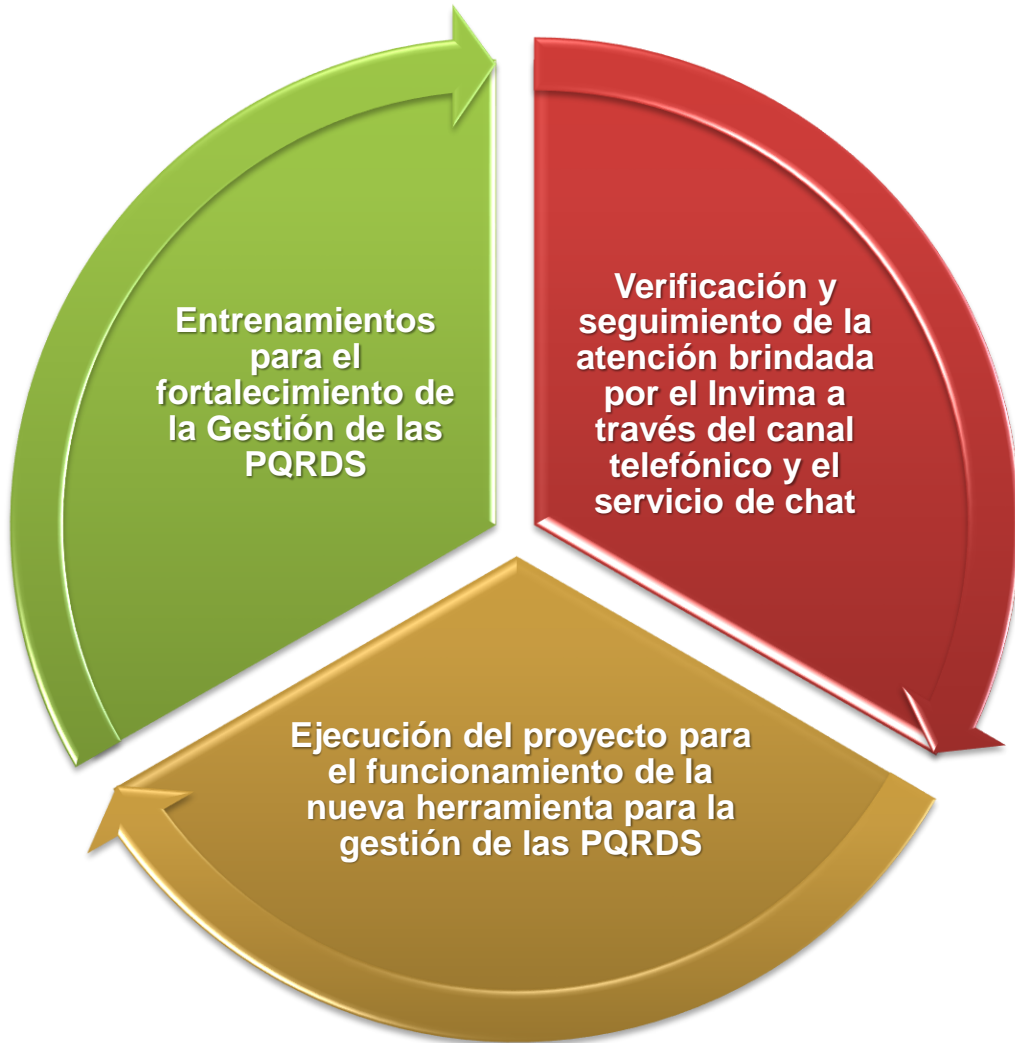 Entrenamientos
para el
fortalecimiento de
la Gestión de las
PQRDS
Verificación y
seguimiento de la
atención brindada
por el Invima a
través del canal
telefónico y el
servicio de chat
Ejecución del proyecto para
el funcionamiento de la
nueva herramienta para la
gestión de las PQRDS